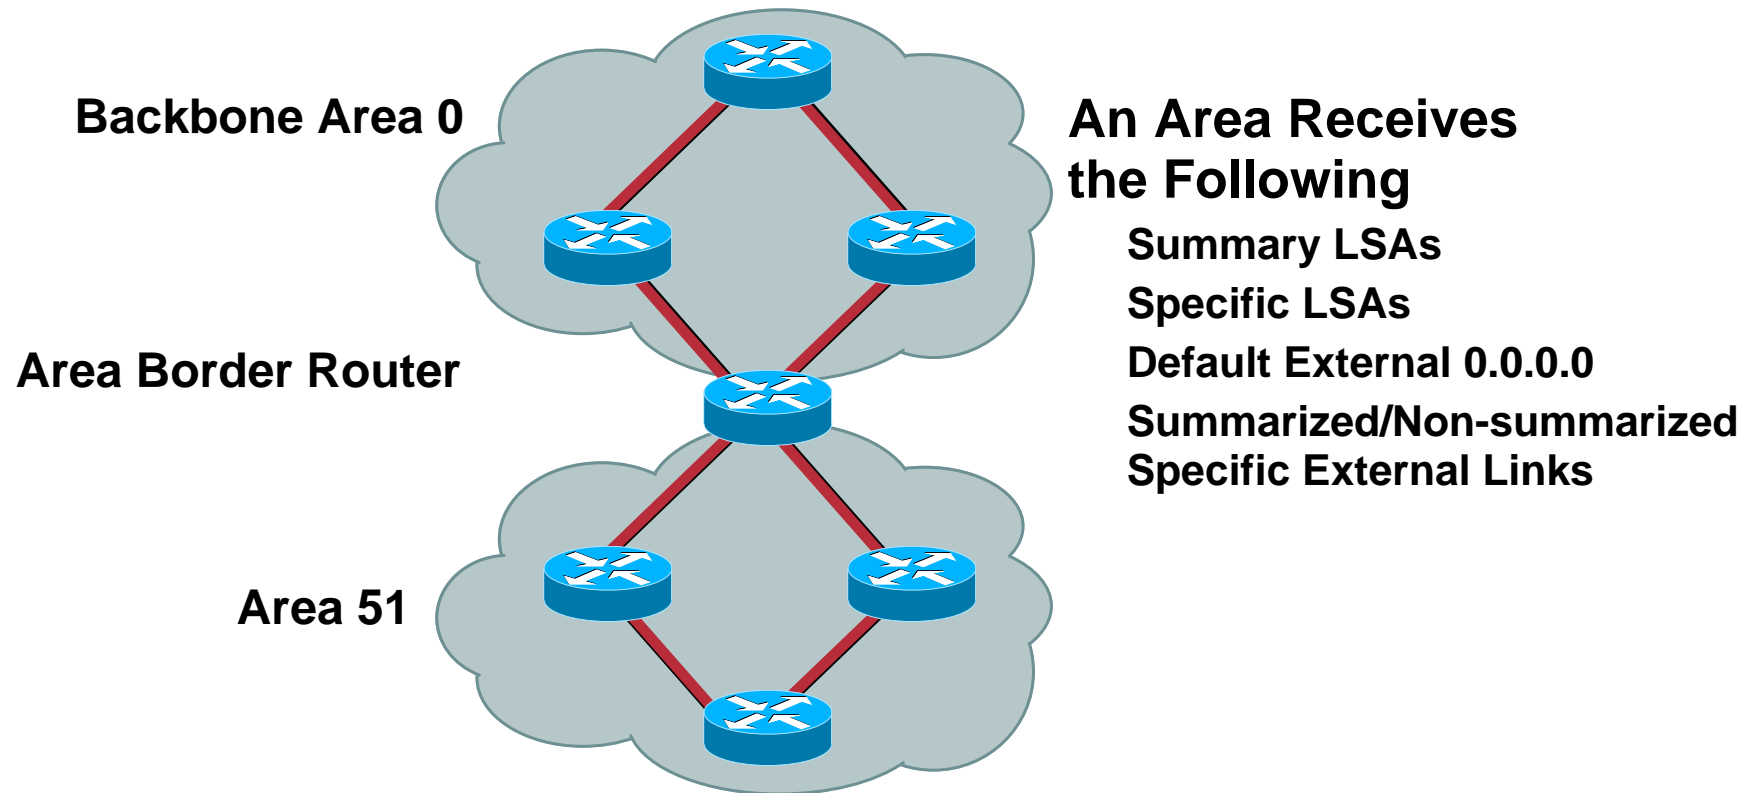 Backbone Area 0
Area Border Router
Area 51
An Area Receives
the Following
Summary LSAs
Specific LSAs
Default External 0.0.0.0
Summarized/Non-summarized
Specific External Links